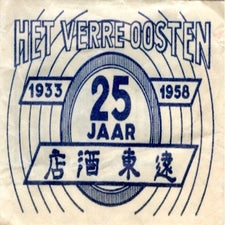 HET VERRE OOSTEN
1933 25 1958
JAAR
遠東酒店